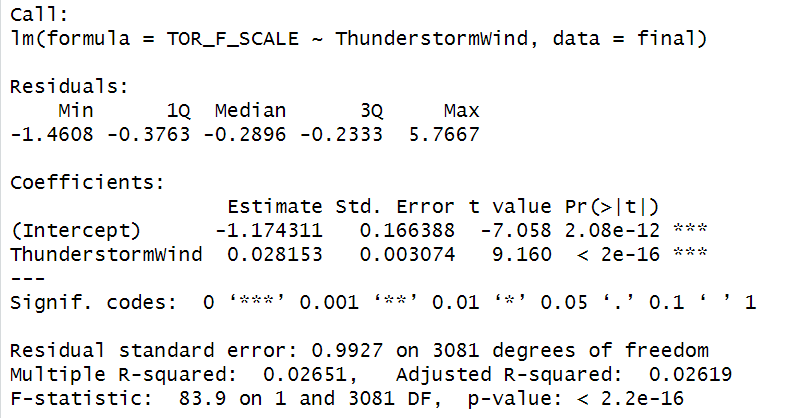 Call:
lm(formula = TOR_F_SCALE ~ ThunderstormWind, data = final)
Residuals:
    Min      1Q  Median      3Q     Max
-1.4608 -0.3763 -0.2896 -0.2333  5.7667
Coefficients:
                  Estimate Std. Error t value Pr(>|t|)
(Intercept)      -1.174311   0.166388  -7.058 2.08e-12 ***
ThunderstormWind  0.028153   0.003074   9.160  < 2e-16 ***
---
Signif. codes:  0 ‘***’ 0.001 ‘**’ 0.01 ‘*’ 0.05 ‘.’ 0.1 ‘ ’ 1
Residual standard error: 0.9927 on 3081 degrees of freedom
Multiple R-squared:  0.02651,   Adjusted R-squared:  0.02619
F-statistic:  83.9 on 1 and 3081 DF,  p-value: < 2.2e-16